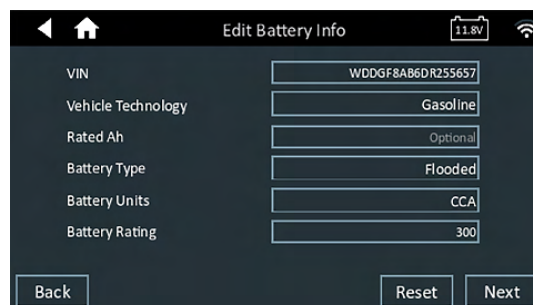 Edit Battery Info 11.8V
VIN WDDGF8AB6DR255657
Vehicle Technology Gasoline
Rated Ah Optional
Battery Type Flooded
Battery Units CCA
Battery Rating 300
Back Reset Next